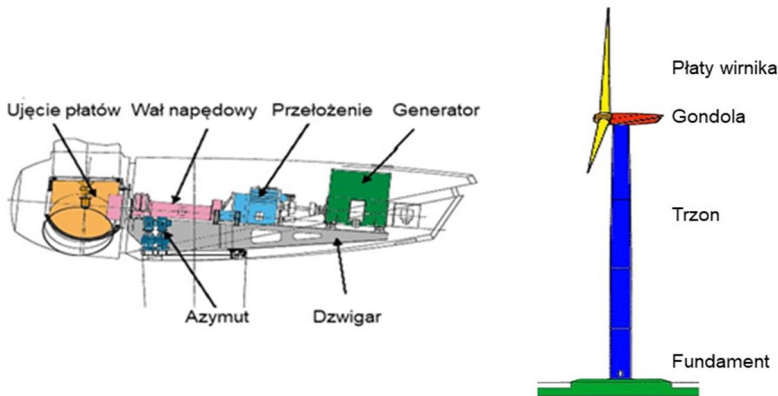 Ujęcie płatów
Wał napędowy
Przełożenie
Generator
Azymut
Dzwigar
Płaty wirnika
Gondola
Trzon
Fundament